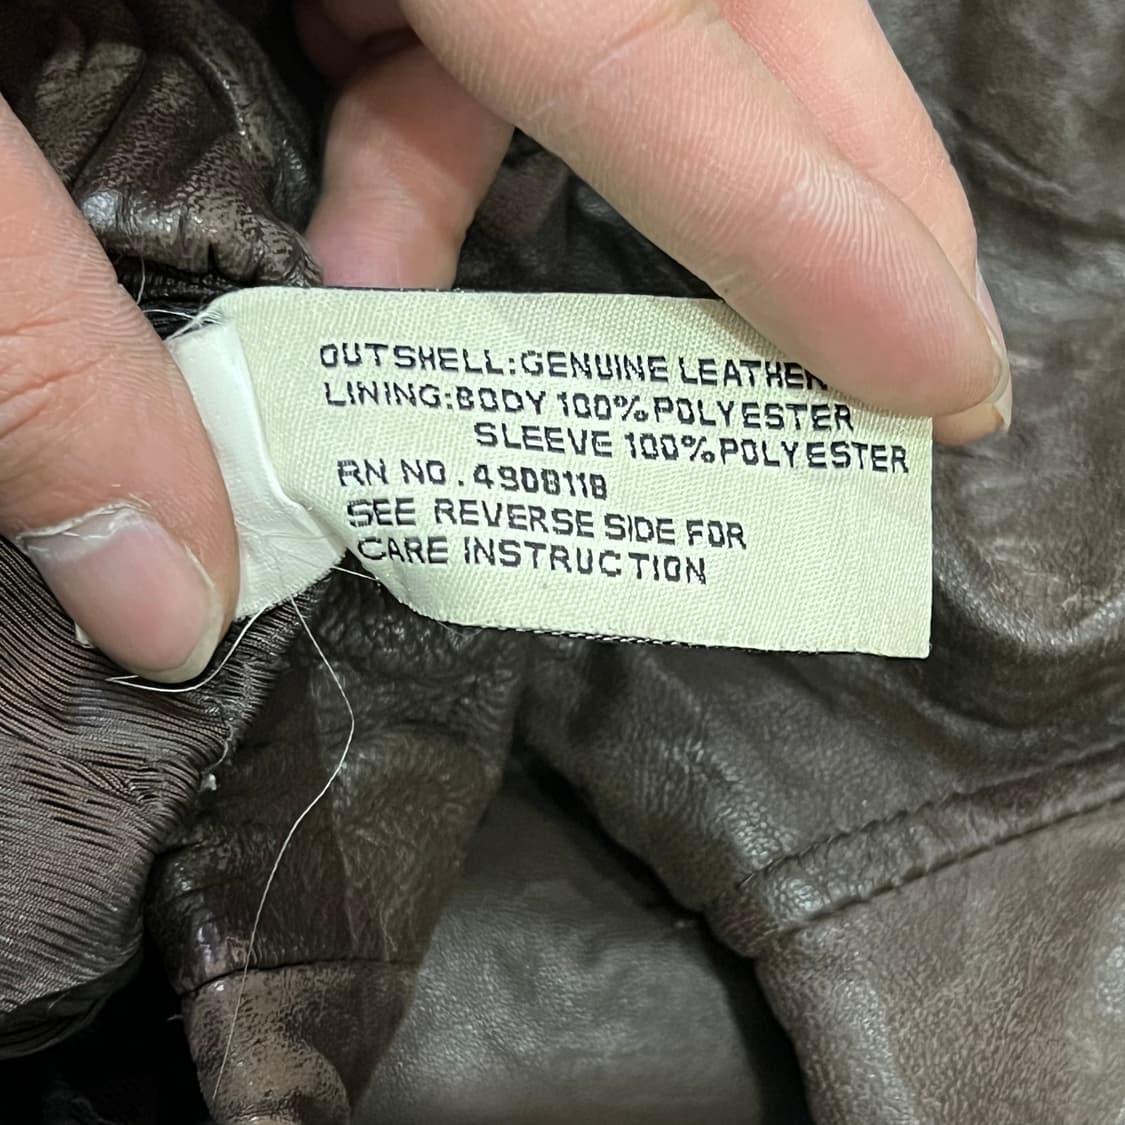 OUTSHELL:GENUINE LEATHER
LINING:BODY 100%POLYESTER
SLEEVE 100%POLYESTER
RN NO.4908118
SEE REVERSE SIDE FOR
CARE INSTRUCTION